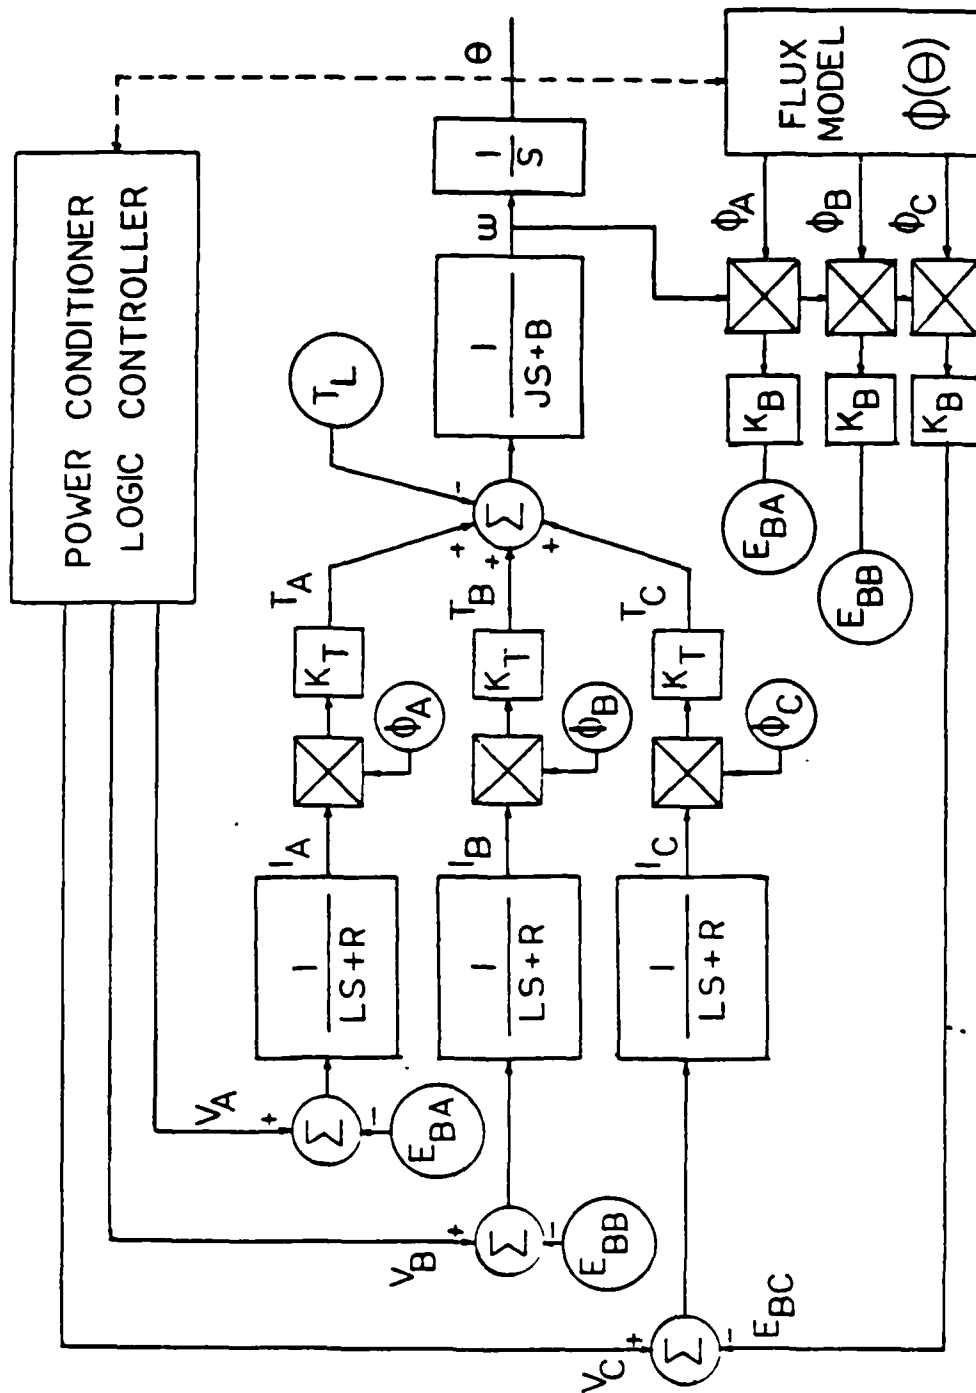 POWER CONDITIONER
LOGIC CONTROLLER
V_A
+
-
E_BA
1
LS+R
I_A
ϕ_A
K_T
T_A
T_L
V_B
+
-
E_BB
1
LS+R
I_B
ϕ_B
K_T
T_B
Σ
Σ
Σ
Σ
+
+
+
-
1
JS+B
ω
1
S
θ
V_C
+
-
E_BC
1
LS+R
I_C
ϕ_C
K_T
T_C
E_BA
K_B
ϕ_A
E_BB
K_B
ϕ_B
K_B
ϕ_C
FLUX
MODEL
ϕ(θ)